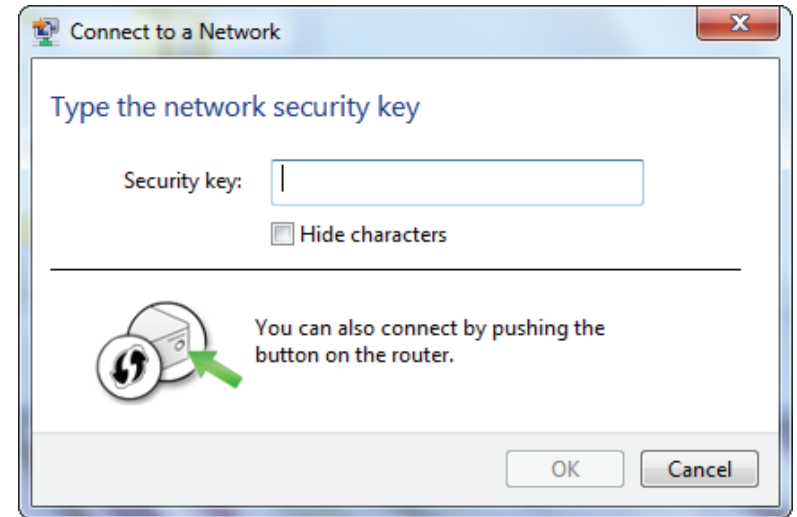 Connect to a Network
Type the network security key
Security key:
Hide characters
You can also connect by pushing the
button on the router.
OK
Cancel